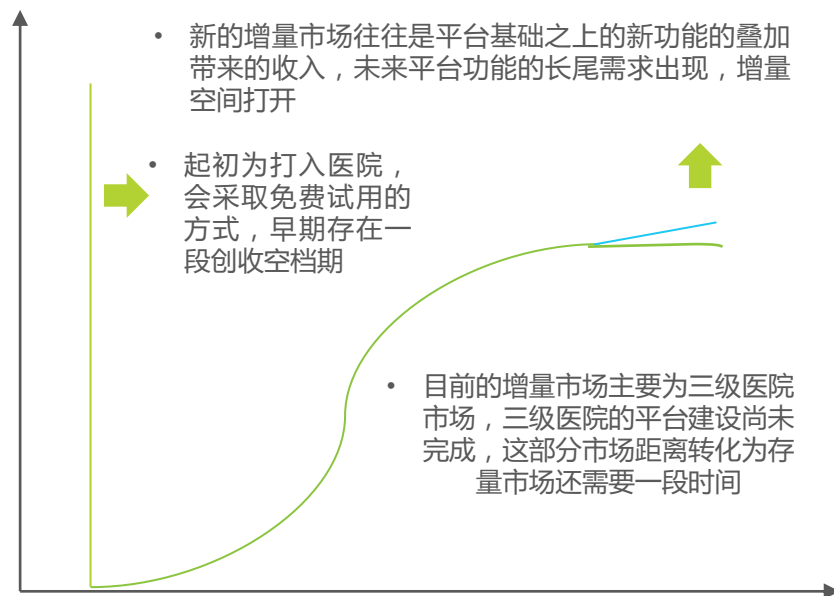 • 新的增量市场往往是平台基础之上的新功能的叠加
带来的收入，未来平台功能的长尾需求出现，增量
空间打开
• 起初为打入医院，
会采取免费试用的
方式，早期存在一
段创收空档期
• 目前的增量市场主要为三级医院
市场，三级医院的平台建设尚未
完成，这部分市场距离转化为存
量市场还需要一段时间